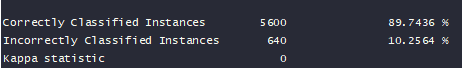 Correctly Classified Instances 5600 89.7436 %
Incorrectly Classified Instances 640 10.2564 %
Kappa statistic 0